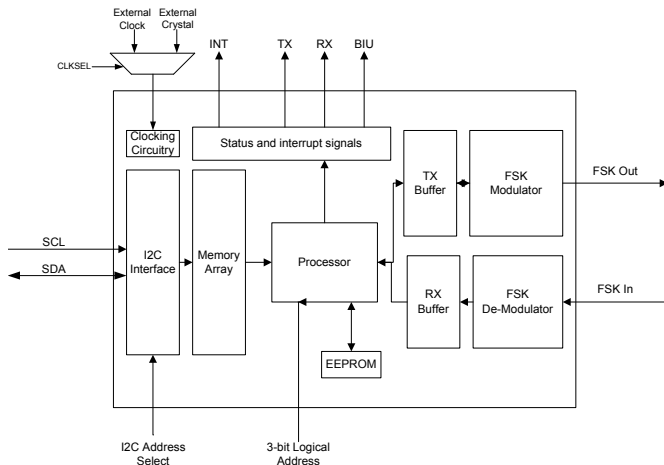 External
Clock
External
Crystal
CLKSEL
INT
TX
RX
BIU
Clocking
Circuitry
Status and interrupt signals
TX
Buffer
FSK
Modulator
FSK Out
SCL
SDA
I2C
Interface
Memory
Array
Processor
RX
Buffer
FSK
De-Modulator
FSK In
EEPROM
I2C Address
Select
3-bit Logical
Address